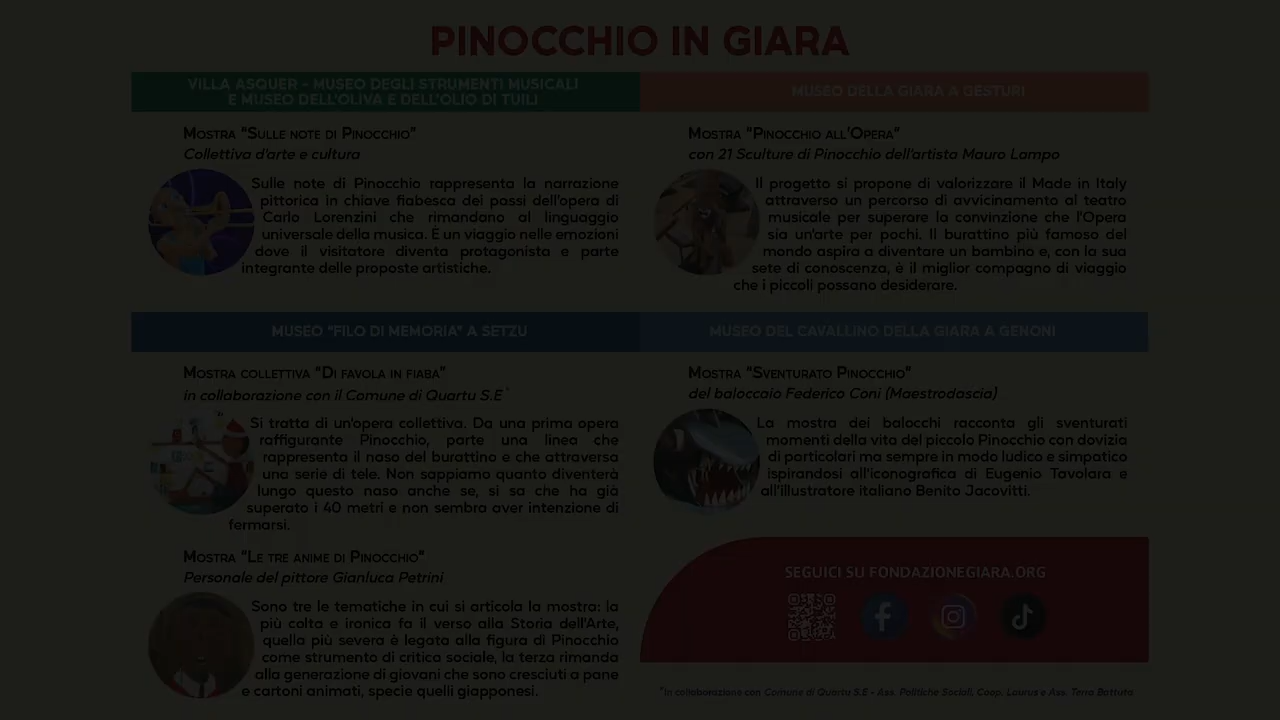 PINOCCHIO IN GIARA
VILLA ASQUER - MUSEO DEGLI STRUMENTI MUSICALI
E MUSEO DELL'OLIVA E DELL'OLIO DI TUILI
Mostra "Sulle note di Pinocchio"
Collettiva d'arte e cultura
Sulle note di Pinocchio rappresenta la narrazione
pittorica in chiave fiabesca dei passi dell'opera di
Carlo Lorenzini che rimandano al linguaggio
universale della musica. È un viaggio nelle emozioni
dove il visitatore diventa protagonista e parte
integrante delle proposte artistiche.
MUSEO DELLA GIARA A GESTURI
Mostra "Pinocchio all'Opera"
con 21 Sculture di Pinocchio dell'artista Mauro Lampo
Il progetto si propone di valorizzare il Made in Italy
attraverso un percorso di avvicinamento al teatro
musicale per superare la convinzione che l'Opera
sia un'arte per pochi. Il burattino più famoso del
mondo aspira a diventare un bambino e, con la sua
sete di conoscenza, è il miglior compagno di viaggio
che i piccoli possano desiderare.
MUSEO "FILO DI MEMORIA" A SETZU
Mostra collettiva "Di favola in fiaba"
in collaborazione con il Comune di Quartu S.E*
Si tratta di un'opera collettiva. Da una prima opera
raffigurante Pinocchio, parte una linea che
rappresenta il naso del burattino e che attraversa
una serie di tele. Non sappiamo quanto diventerà
lungo questo naso anche se, si sa che ha già
superato i 40 metri e non sembra aver intenzione di
fermarsi.
Mostra "Le tre anime di Pinocchio"
Personale del pittore Gianluca Petrini
Sono tre le tematiche in cui si articola la mostra: la
più colta e ironica fa il verso alla Storia dell'Arte,
quella più severa è legata alla figura di Pinocchio
come strumento di critica sociale, la terza rimanda
alla generazione di giovani che sono cresciuti a pane
e cartoni animati, specie quelli giapponesi.
MUSEO DEL CAVALLINO DELLA GIARA A GENONI
Mostra "Sventurato Pinocchio"
del baloccaio Federico Coni (Maestrodascia)
La mostra dei balocchi racconta gli sventurati
momenti della vita del piccolo Pinocchio con dovizia
di particolari ma sempre in modo ludico e simpatico
ispirandosi all'iconografica di Eugenio Tavolara e
all'illustratore italiano Benito Jacovitti.
SEGUICI SU FONDAZIONEGIARA.ORG
*In collaborazione con Comune di Quartu S.E - Ass. Politiche Sociali, Coop. Laurus e Ass. Terra Battuta